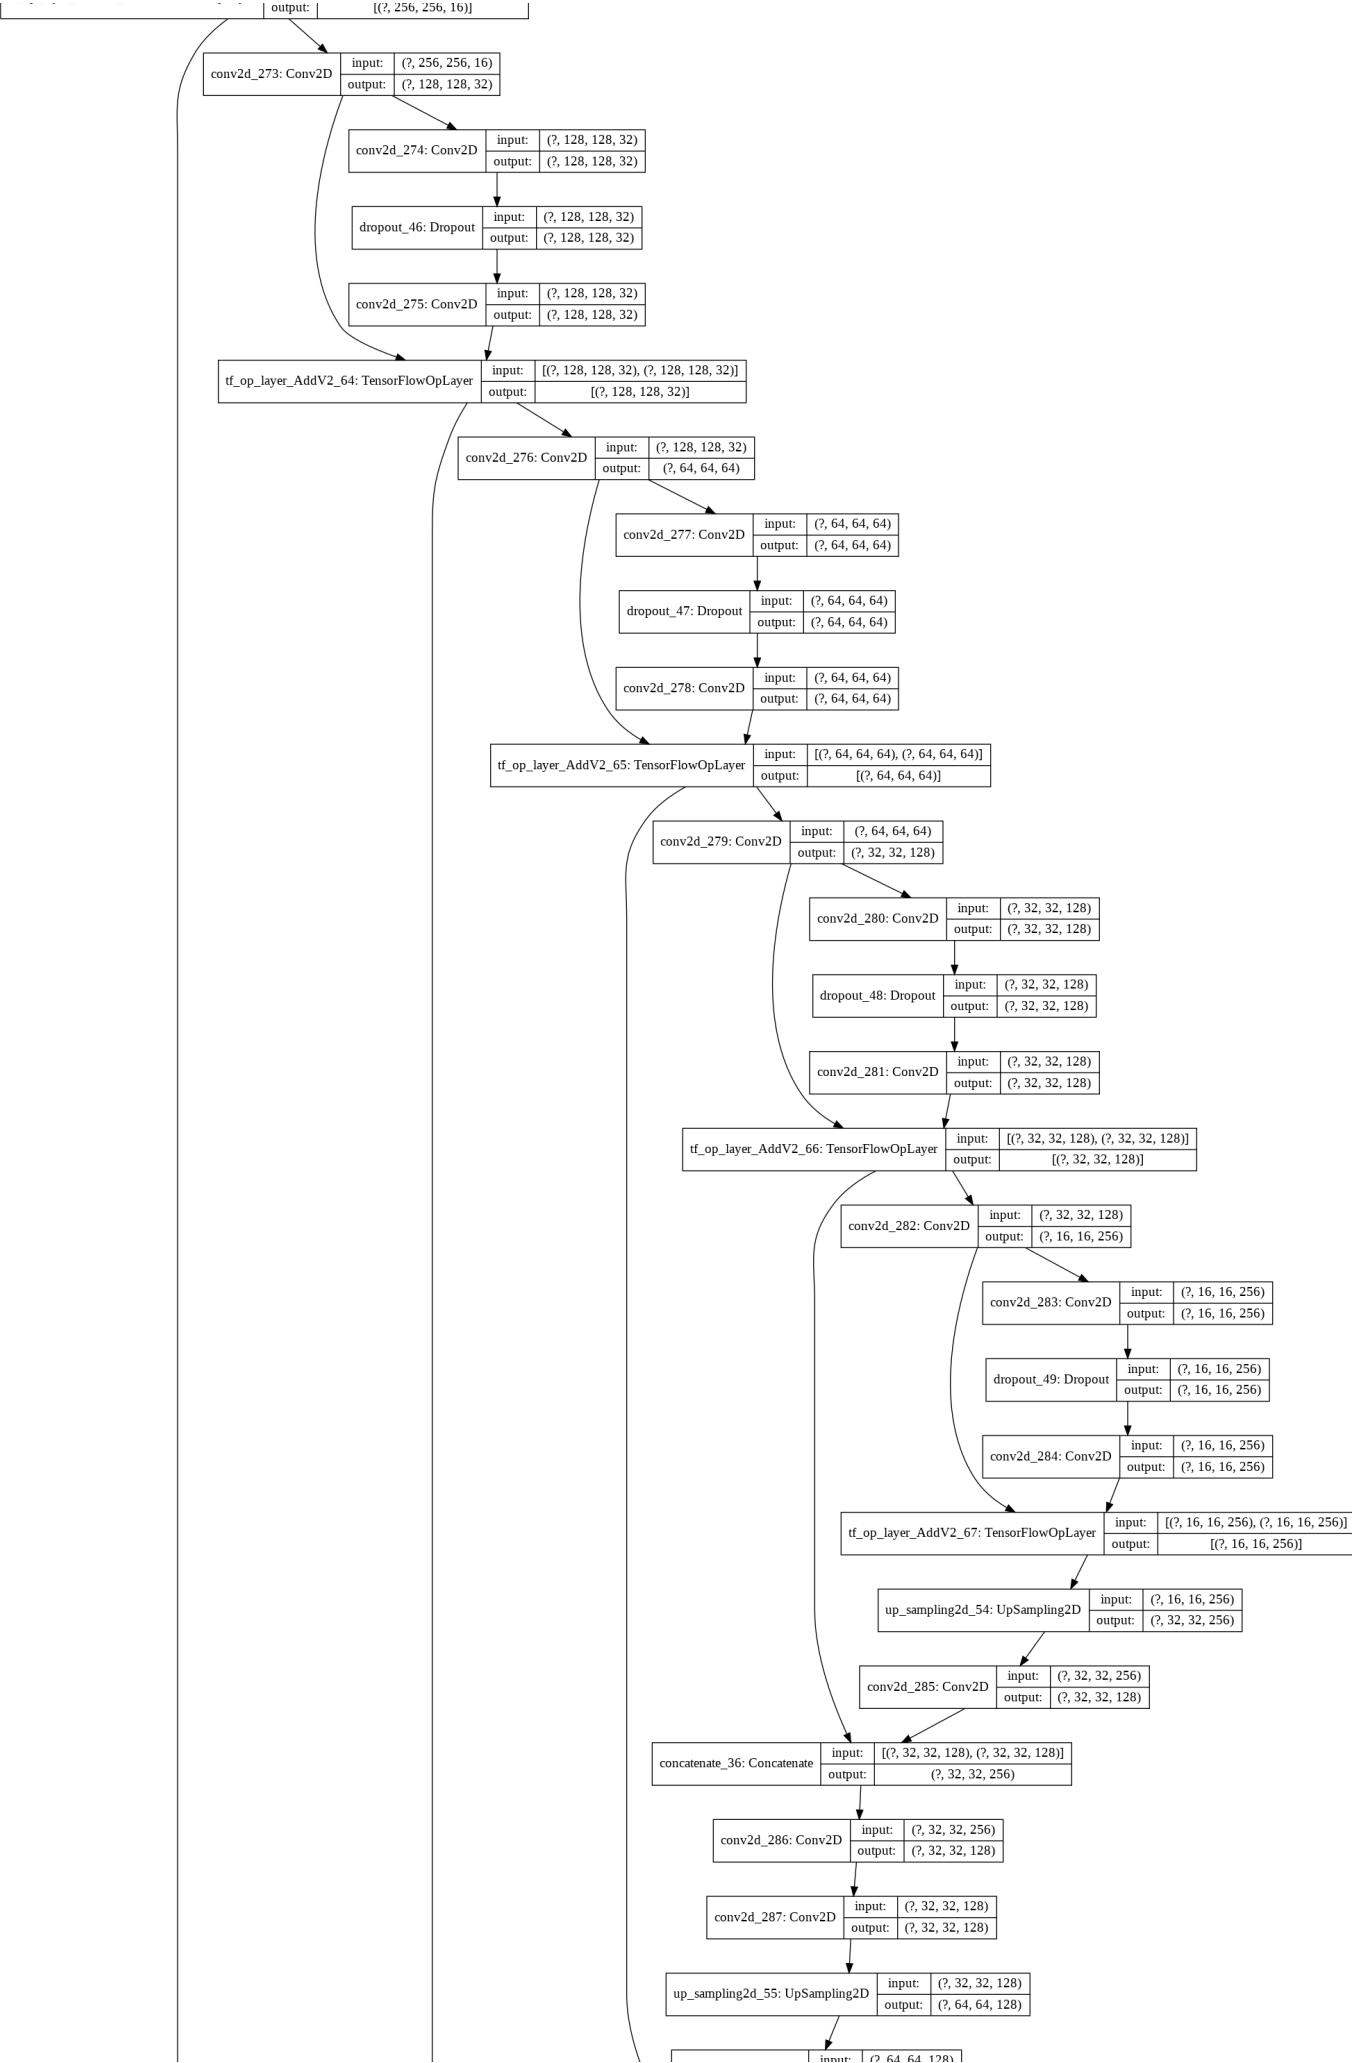 output: [(?, 256, 256, 16)]
conv2d_273: Conv2D input: (?, 256, 256, 16)
output: (?, 128, 128, 32)
conv2d_274: Conv2D input: (?, 128, 128, 32)
output: (?, 128, 128, 32)
dropout_46: Dropout input: (?, 128, 128, 32)
output: (?, 128, 128, 32)
conv2d_275: Conv2D input: (?, 128, 128, 32)
output: (?, 128, 128, 32)
tf_op_layer_AddV2_64: TensorFlowOpLayer input: [(?, 128, 128, 32), (?, 128, 128, 32)]
output: [(?, 128, 128, 32)]
conv2d_276: Conv2D input: (?, 128, 128, 32)
output: (?, 64, 64, 64)
conv2d_277: Conv2D input: (?, 64, 64, 64)
output: (?, 64, 64, 64)
dropout_47: Dropout input: (?, 64, 64, 64)
output: (?, 64, 64, 64)
conv2d_278: Conv2D input: (?, 64, 64, 64)
output: (?, 64, 64, 64)
tf_op_layer_AddV2_65: TensorFlowOpLayer input: [(?, 64, 64, 64), (?, 64, 64, 64)]
output: [(?, 64, 64, 64)]
conv2d_279: Conv2D input: (?, 64, 64, 64)
output: (?, 32, 32, 128)
conv2d_280: Conv2D input: (?, 32, 32, 128)
output: (?, 32, 32, 128)
dropout_48: Dropout input: (?, 32, 32, 128)
output: (?, 32, 32, 128)
conv2d_281: Conv2D input: (?, 32, 32, 128)
output: (?, 32, 32, 128)
tf_op_layer_AddV2_66: TensorFlowOpLayer input: [(?, 32, 32, 128), (?, 32, 32, 128)]
output: [(?, 32, 32, 128)]
conv2d_282: Conv2D input: (?, 32, 32, 128)
output: (?, 16, 16, 256)
conv2d_283: Conv2D input: (?, 16, 16, 256)
output: (?, 16, 16, 256)
dropout_49: Dropout input: (?, 16, 16, 256)
output: (?, 16, 16, 256)
conv2d_284: Conv2D input: (?, 16, 16, 256)
output: (?, 16, 16, 256)
tf_op_layer_AddV2_67: TensorFlowOpLayer input: [(?, 16, 16, 256), (?, 16, 16, 256)]
output: [(?, 16, 16, 256)]
up_sampling2d_54: UpSampling2D input: (?, 16, 16, 256)
output: (?, 32, 32, 256)
conv2d_285: Conv2D input: (?, 32, 32, 256)
output: (?, 32, 32, 128)
concatenate_36: Concatenate input: [(?, 32, 32, 128), (?, 32, 32, 128)]
output: (?, 32, 32, 256)
conv2d_286: Conv2D input: (?, 32, 32, 256)
output: (?, 32, 32, 128)
conv2d_287: Conv2D input: (?, 32, 32, 128)
output: (?, 32, 32, 128)
up_sampling2d_55: UpSampling2D input: (?, 32, 32, 128)
output: (?, 64, 64, 128)
input: (?, 64, 64, 128)